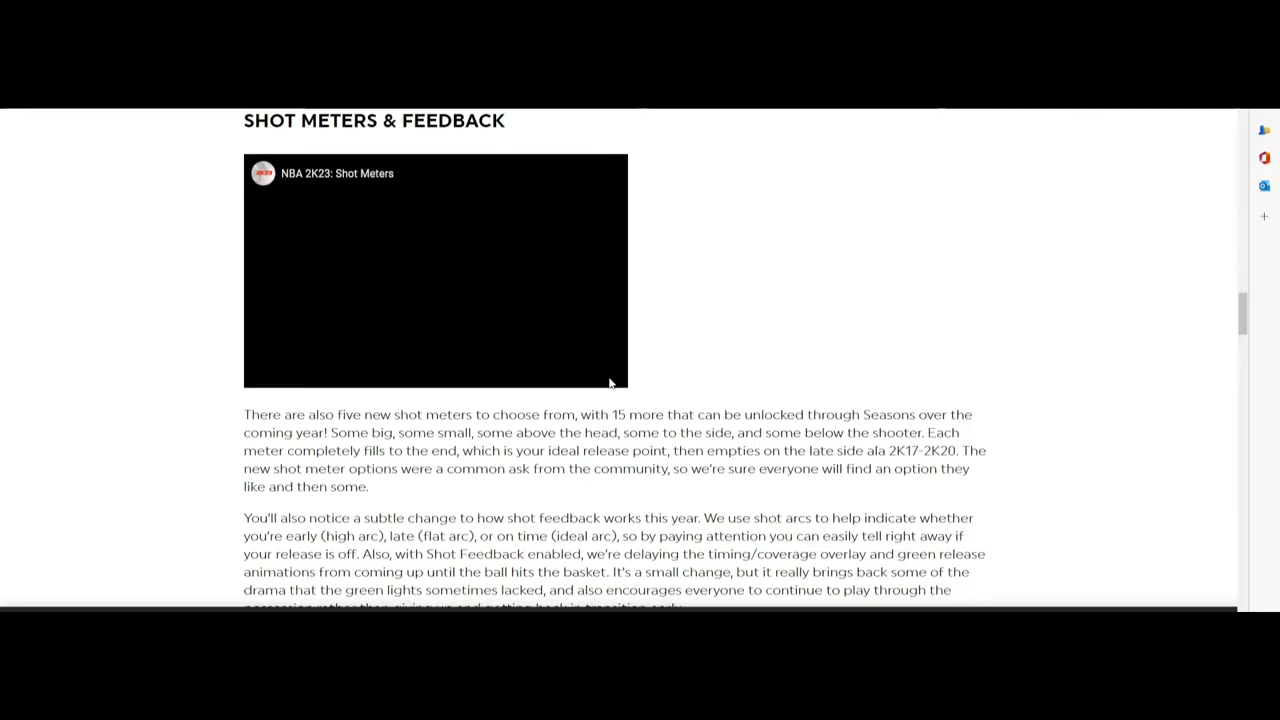 SHOT METERS & FEEDBACK
NBA 2K23: Shot Meters
There are also five new shot meters to choose from, with 15 more that can be unlocked through Seasons over the
coming year! Some big, some small, some above the head, some to the side, and some below the shooter. Each
meter completely fills to the end, which is your ideal release point, then empties on the late side ala 2K17-2K20. The
new shot meter options were a common ask from the community, so we're sure everyone will find an option they
like and then some.
You'll also notice a subtle change to how shot feedback works this year. We use shot arcs to help indicate whether
you're early (high arc), late (flat arc), or on time (ideal arc), so by paying attention you can easily tell right away if
your release is off. Also, with Shot Feedback enabled, we're delaying the timing/coverage overlay and green release
animations from coming up until the ball hits the basket. It's a small change, but it really brings back some of the
drama that the green lights sometimes lacked, and also encourages everyone to continue to play through the